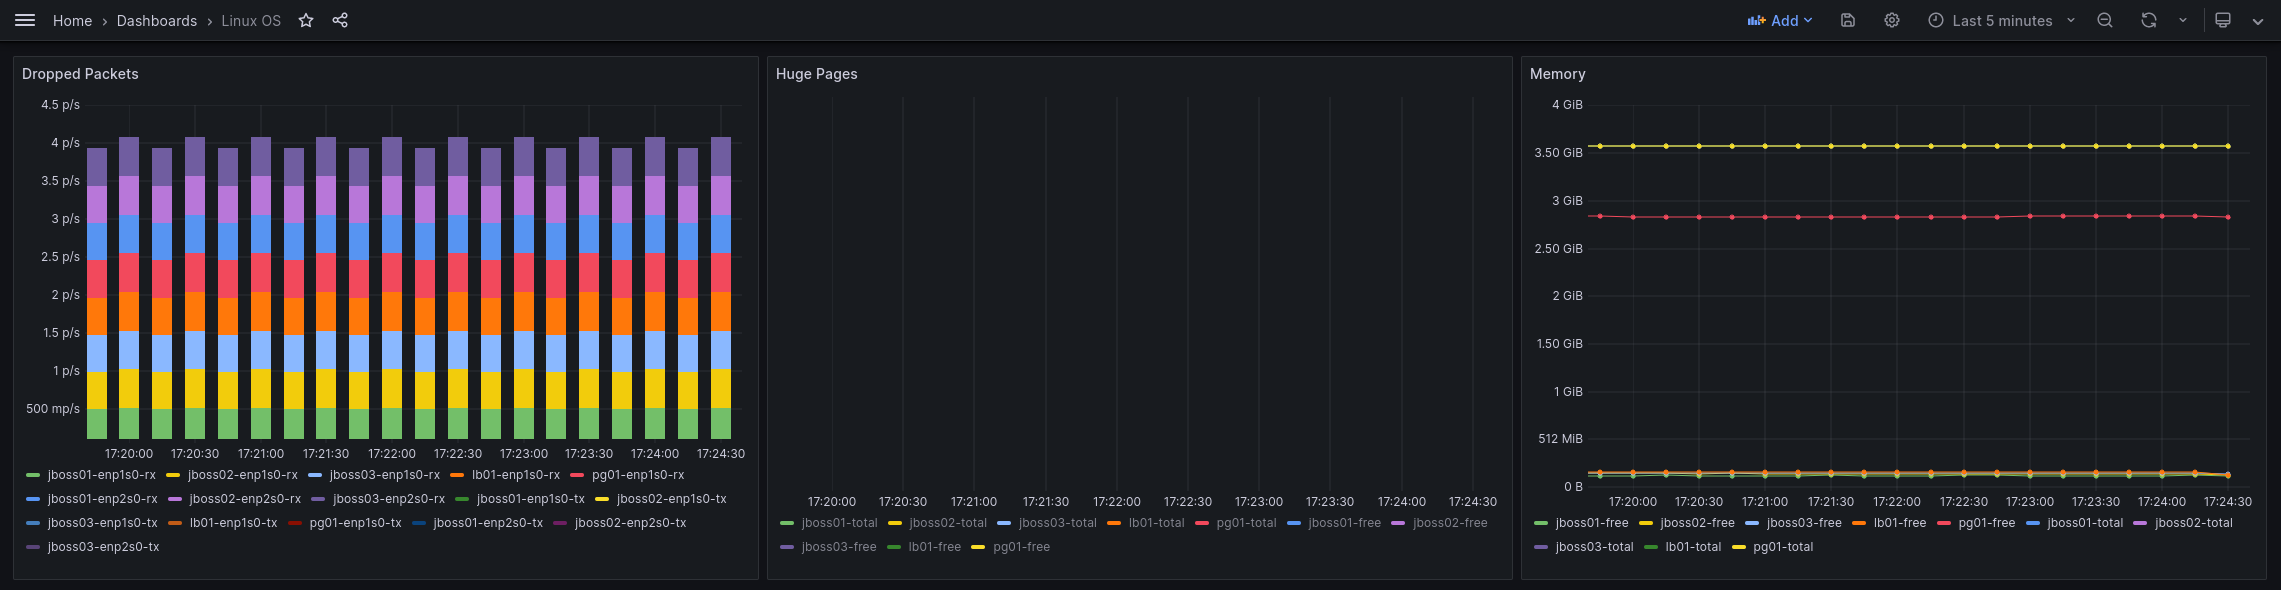 Home › Dashboards › Linux OS Add Last 5 minutes
Dropped Packets
4.5 p/s
4 p/s
3.5 p/s
3 p/s
2.5 p/s
2 p/s
1.5 p/s
1 p/s
500 mp/s
17:20:00 17:20:30 17:21:00 17:21:30 17:22:00 17:22:30 17:23:00 17:23:30 17:24:00 17:24:30
jboss01-enp1s0-rx jboss02-enp1s0-rx jboss03-enp1s0-rx lb01-enp1s0-rx pg01-enp1s0-rx
jboss01-enp2s0-rx jboss02-enp2s0-rx jboss03-enp2s0-rx jboss01-enp1s0-tx jboss02-enp1s0-tx
jboss03-enp1s0-tx lb01-enp1s0-tx pg01-enp1s0-tx jboss01-enp2s0-tx jboss02-enp2s0-tx
jboss03-enp2s0-tx
Huge Pages
17:20:00 17:20:30 17:21:00 17:21:30 17:22:00 17:22:30 17:23:00 17:23:30 17:24:00 17:24:30
jboss01-total jboss02-total jboss03-total lb01-total pg01-total jboss01-free jboss02-free
jboss03-free lb01-free pg01-free
Memory
4 GiB
3.50 GiB
3 GiB
2.50 GiB
2 GiB
1.50 GiB
1 GiB
512 MiB
0 B
17:20:00 17:20:30 17:21:00 17:21:30 17:22:00 17:22:30 17:23:00 17:23:30 17:24:00 17:24:30
jboss01-free jboss02-free jboss03-free lb01-free pg01-free jboss01-total jboss02-total
jboss03-total lb01-total pg01-total